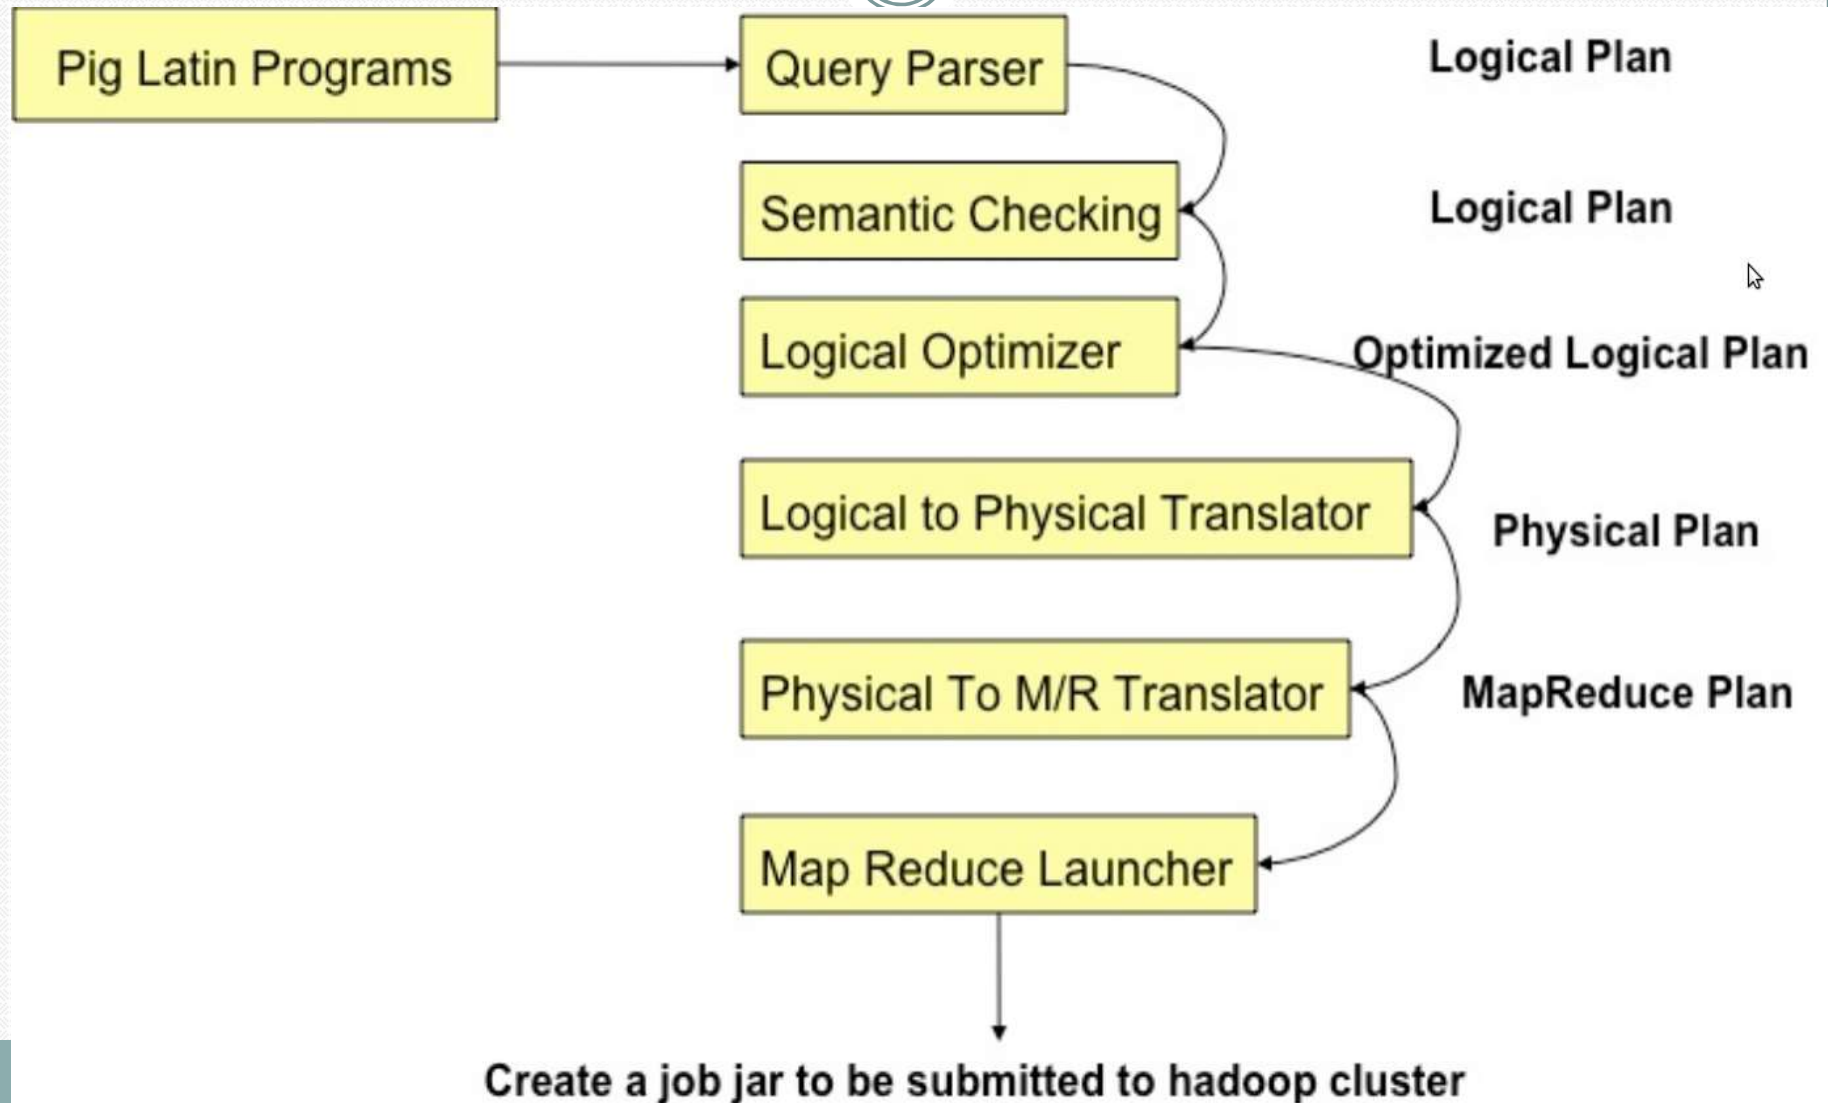 Pig Latin Programs
Query Parser
Logical Plan
Semantic Checking
Logical Plan
Logical Optimizer
Optimized Logical Plan
Logical to Physical Translator
Physical Plan
Physical To M/R Translator
MapReduce Plan
Map Reduce Launcher
Create a job jar to be submitted to hadoop cluster